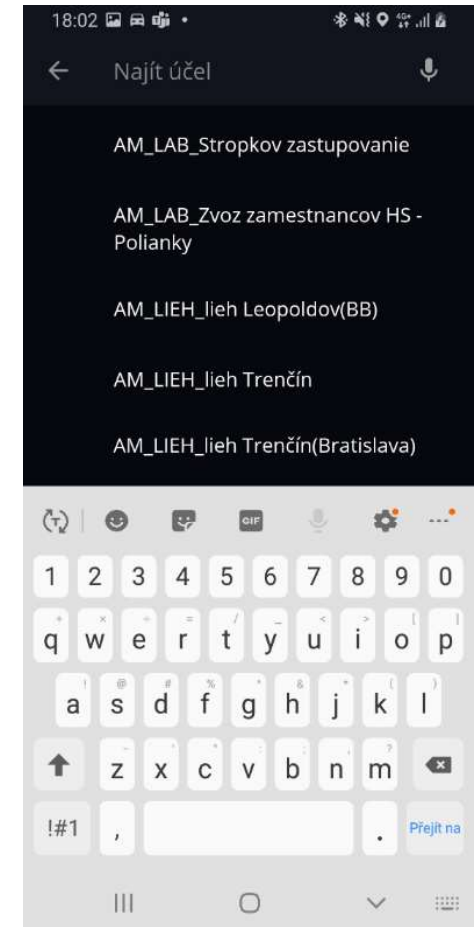 18:02
Najít účel
AM_LAB_Stropkov zastupovanie
AM_LAB_Zvoz zamestnancov HS -
Polianky
AM_LIEH_lieh Leopoldov(BB)
AM_LIEH_lieh Trenčín
AM_LIEH_lieh Trenčín(Bratislava)
GIF
1 2 3 4 5 6 7 8 9 0
q w e r t y u i o p
a s d f g h j k l
z x c v b n m
!#1 , . Přejít na